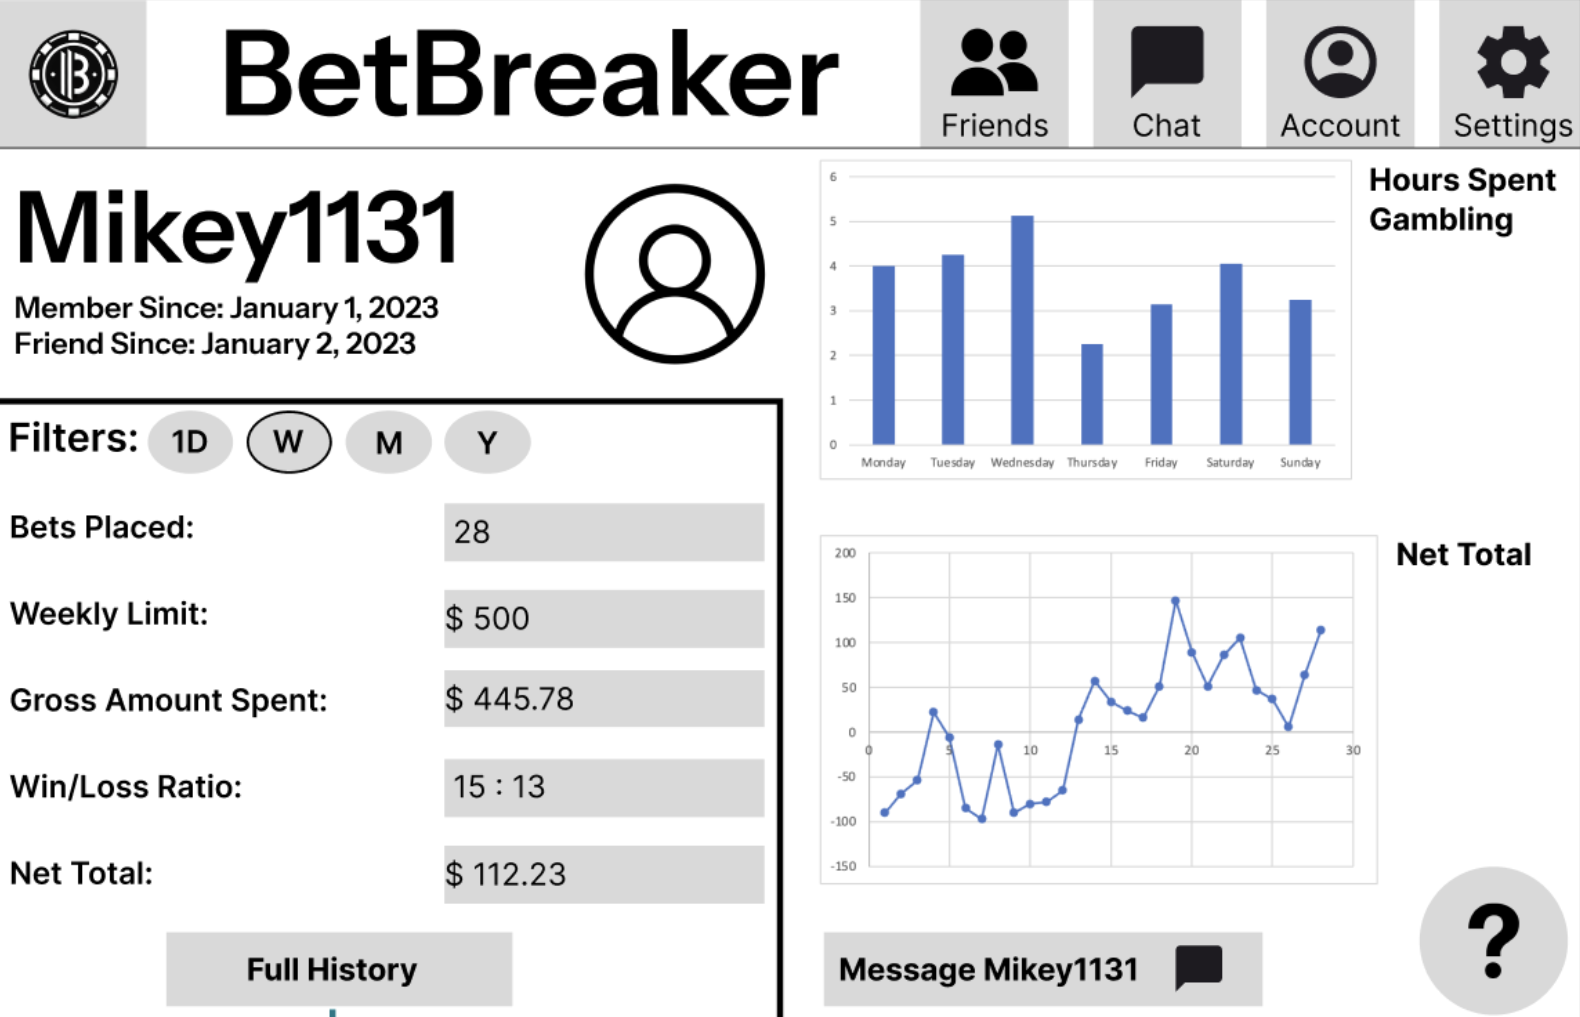 BetBreaker
Friends
Chat
Account
Settings
Mikey1131
Member Since: January 1, 2023
Friend Since: January 2, 2023
Filters:
1D
W
M
Y
Bets Placed:
28
Weekly Limit:
$ 500
Gross Amount Spent:
$ 445.78
Win/Loss Ratio:
15 : 13
Net Total:
$ 112.23
Full History
Hours Spent
Gambling
6
5
4
3
2
1
0
Monday Tuesday Wednesday Thursday Friday Saturday Sunday
Net Total
200
150
100
50
0
-50
-100
-150
0 5 10 15 20 25 30
Message Mikey1131
?